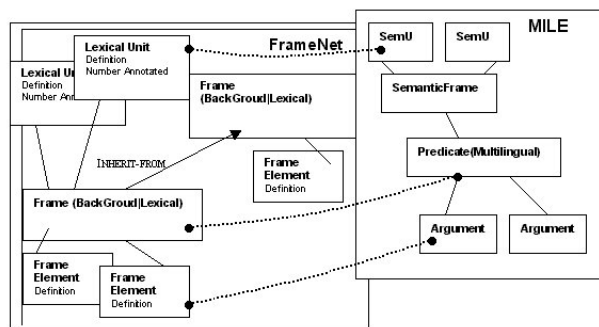 Lexical Unit
Definition
Number Annotated
Lexical Un
Definition
Number Anno
FrameNet
Frame
(BackGroud|Lexical)
INHERIT-FROM
Frame
Element
Definition
Frame (BackGroud|Lexical)
Frame
Element
Definition
Frame
Element
Definition
MILE
SemU
SemU
SemanticFrame
Predicate(Multilingual)
Argument
Argument